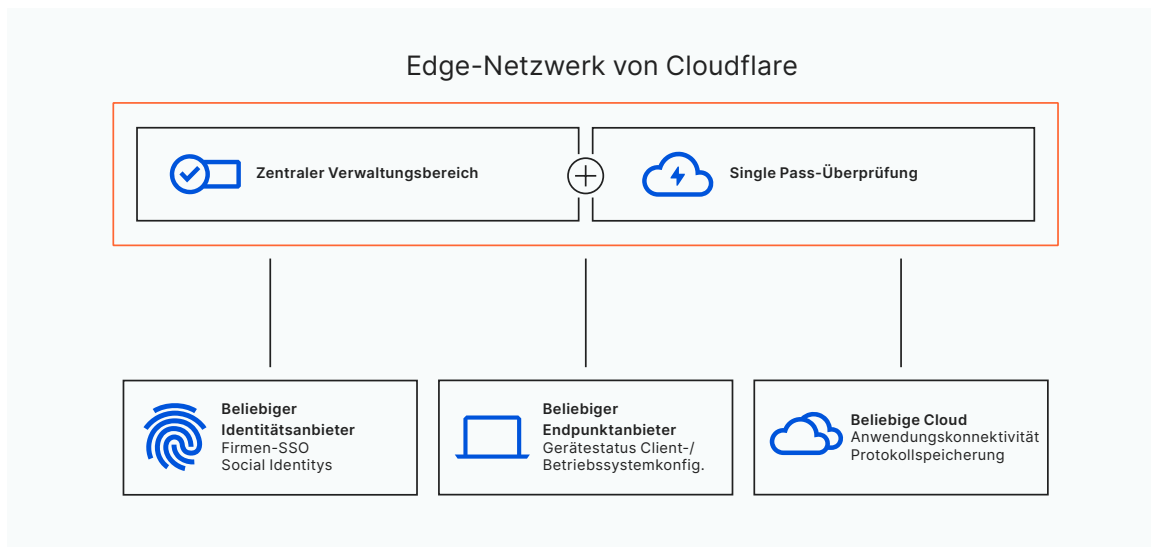 Edge-Netzwerk von Cloudflare
Zentraler Verwaltungsbereich
Single Pass-Überprüfung
Beliebiger
Identitätsanbieter
Firmen-SSO
Social Identitys
Beliebiger
Endpunktanbieter
Gerätestatus Client-/
Betriebssystemkonfig.
Beliebige Cloud
Anwendungskonnektivität
Protokollspeicherung